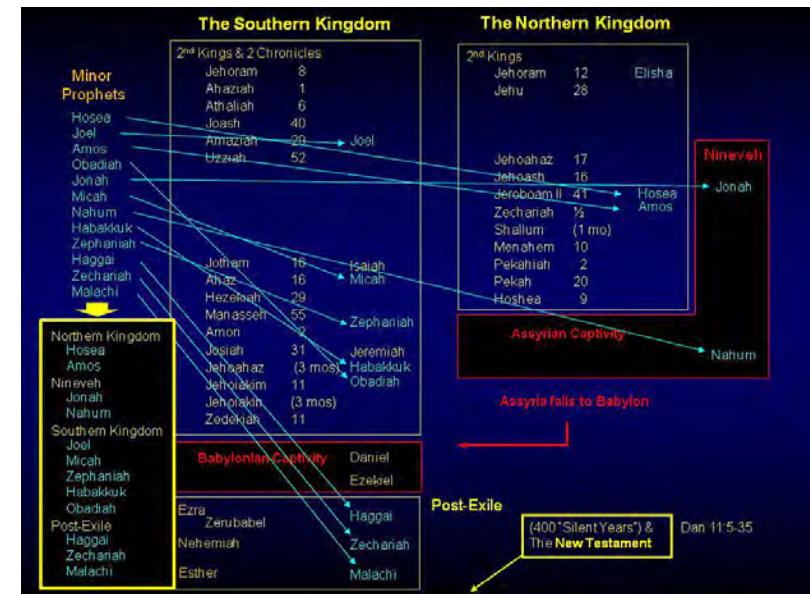 The Southern Kingdom
The Northern Kingdom
Minor
Prophets
Hosea
Joel
Amos
Obadiah
Jonah
Micah
Nahum
Habakkuk
Zephaniah
Haggai
Zechariah
Malachi
Northern Kingdom
Hosea
Amos
Nineveh
Jonah
Nahum
Southern Kingdom
Joel
Micah
Zephaniah
Habakkuk
Obadiah
Post-Exile
Haggai
Zechariah
Malachi
2nd Kings & 2 Chronicles
Jehoram 8
Ahaziah 1
Athaliah 6
Joash 40
Amaziah 29 Joel
Uzziah 52
Jotham 16 Isaiah
Ahaz 16 Micah
Hezekiah 29
Manasseh 55 Zephaniah
Amon 2
Josiah 31 Jeremiah
Jehoahaz (3 mos) Habakkuk
Jehoiakim 11 Obadiah
Jehoiakin (3 mos)
Zedekiah 11
Babylonian Captivity Daniel
Ezekiel
Ezra Haggai
Zerubabel
Nehemiah Zechariah
Esther Malachi
2nd Kings
Jehoram 12 Elisha
Jehu 28
Jehoahaz 17
Jehoash 16
Jeroboam II 41 Hosea
Zechariah ½ Amos
Shallum (1 mo)
Menahem 10
Pekahiah 2
Pekah 20
Hoshea 9
Nineveh
Jonah
Assyrian Captivity
Nahum
Assyria falls to Babylon
Post-Exile
(400 "Silent Years") &
The New Testament
Dan 11:5-35